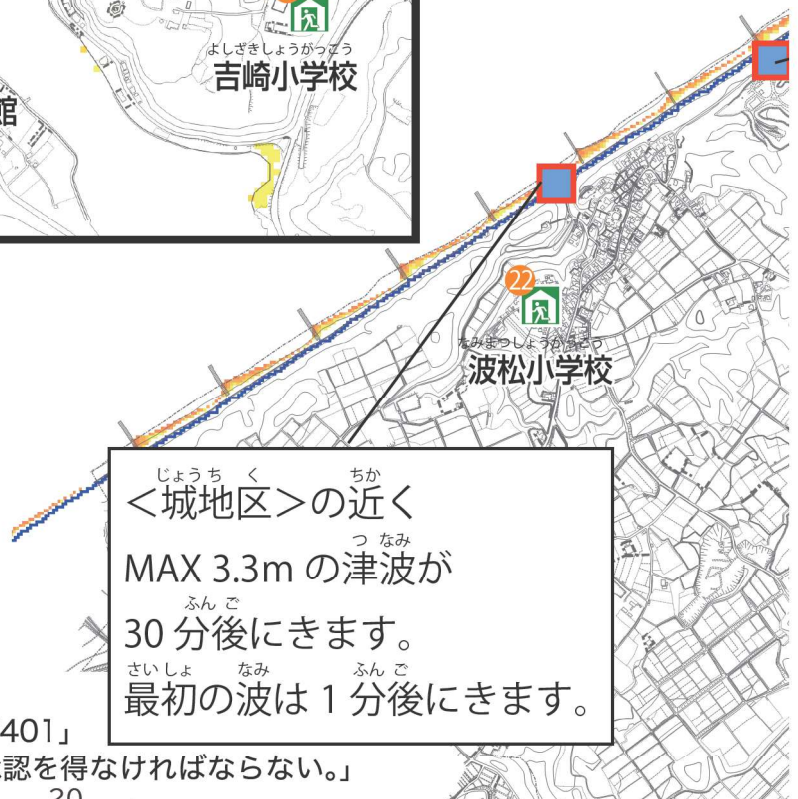 よしざきしょうがっこう
吉崎小学校
館
22
なみまつしょうがっこう
波松小学校
じょうち く ちか
<城地区>の近く
つ なみ
MAX 3.3m の津波が
ふん ご
30 分後にきます。
さいしょ なみ ふん ご
最初の波は 1 分後にきます。
401」
認を得なければならない。」